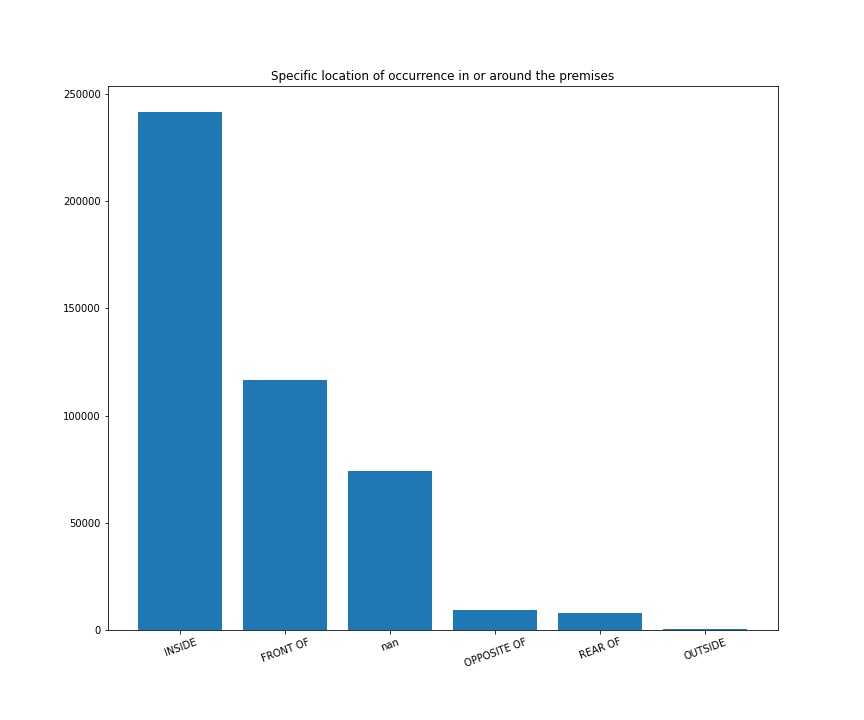 Specific location of occurrence in or around the premises
250000
200000
150000
100000
50000
0
INSIDE
FRONT OF
nan
OPPOSITE OF
REAR OF
OUTSIDE